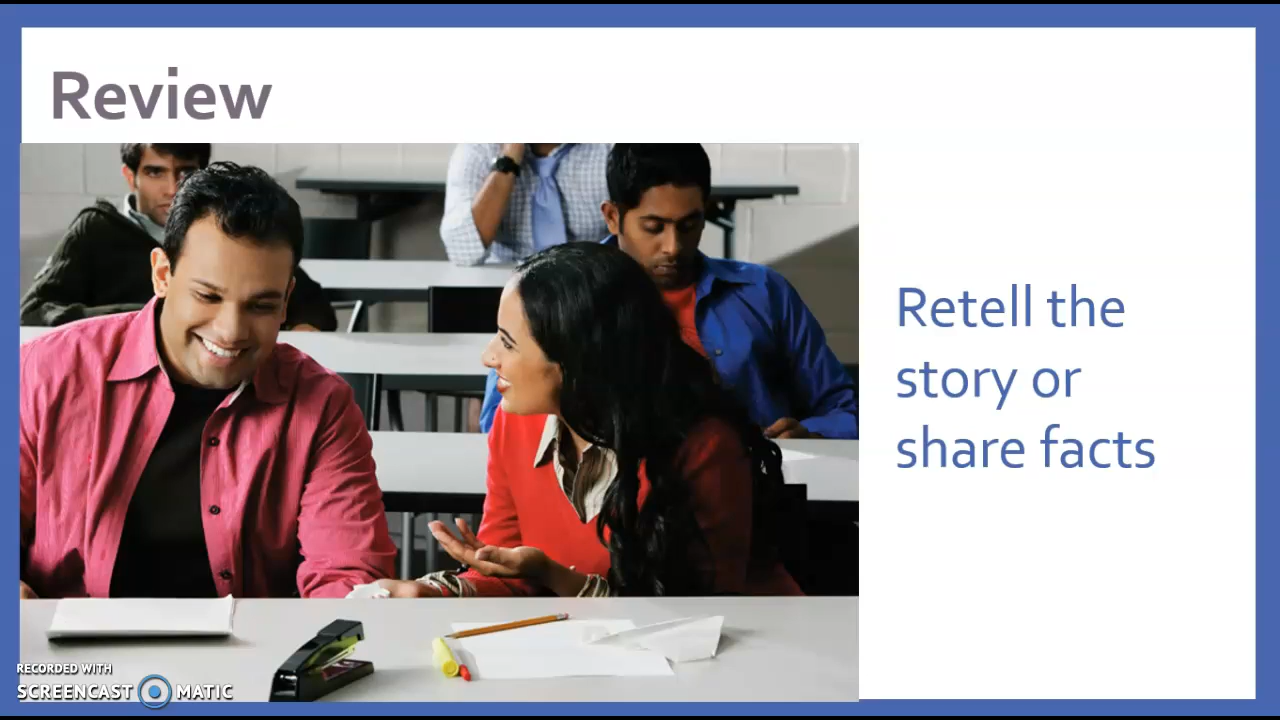 Review
Retell the
story or
share facts
RECORDED WITH
SCREENCAST MATIC